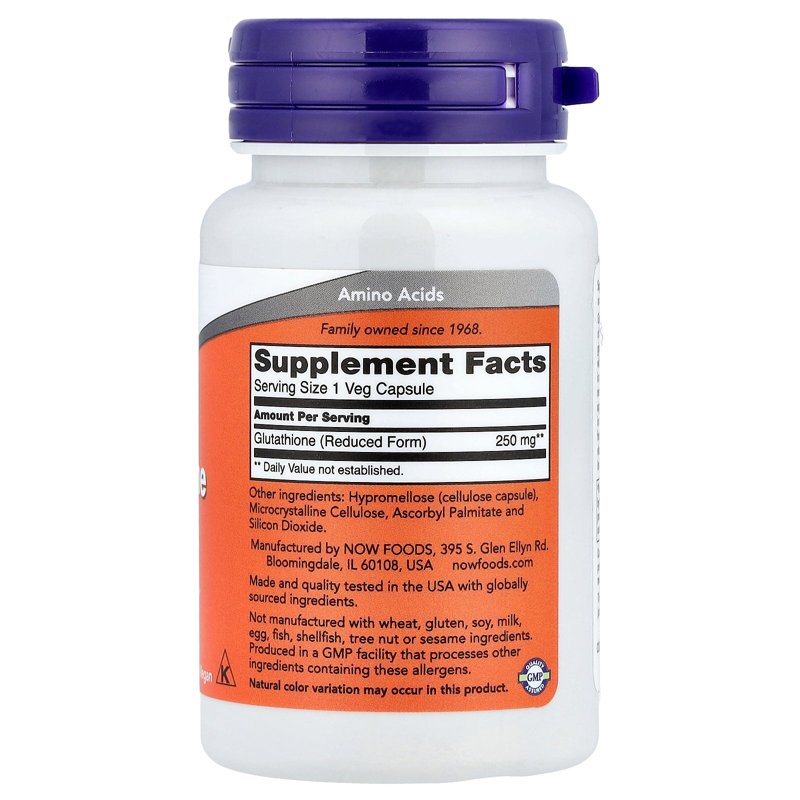 Amino Acids
Family owned since 1968.
Supplement Facts
Serving Size 1 Veg Capsule
Amount Per Serving
Glutathione (Reduced Form) 250 mg**
** Daily Value not established.
Other ingredients: Hypromellose (cellulose capsule),
Microcrystalline Cellulose, Ascorbyl Palmitate and
Silicon Dioxide.
Manufactured by NOW FOODS, 395 S. Glen Ellyn Rd.
Bloomingdale, IL 60108, USA nowfoods.com
Made and quality tested in the USA with globally
sourced ingredients.
Not manufactured with wheat, gluten, soy, milk,
egg, fish, shellfish, tree nut or sesame ingredients.
Produced in a GMP facility that processes other
ingredients containing these allergens.
Natural color variation may occur in this product.
QUALITY
GMP
ASSURED
e
egan
K